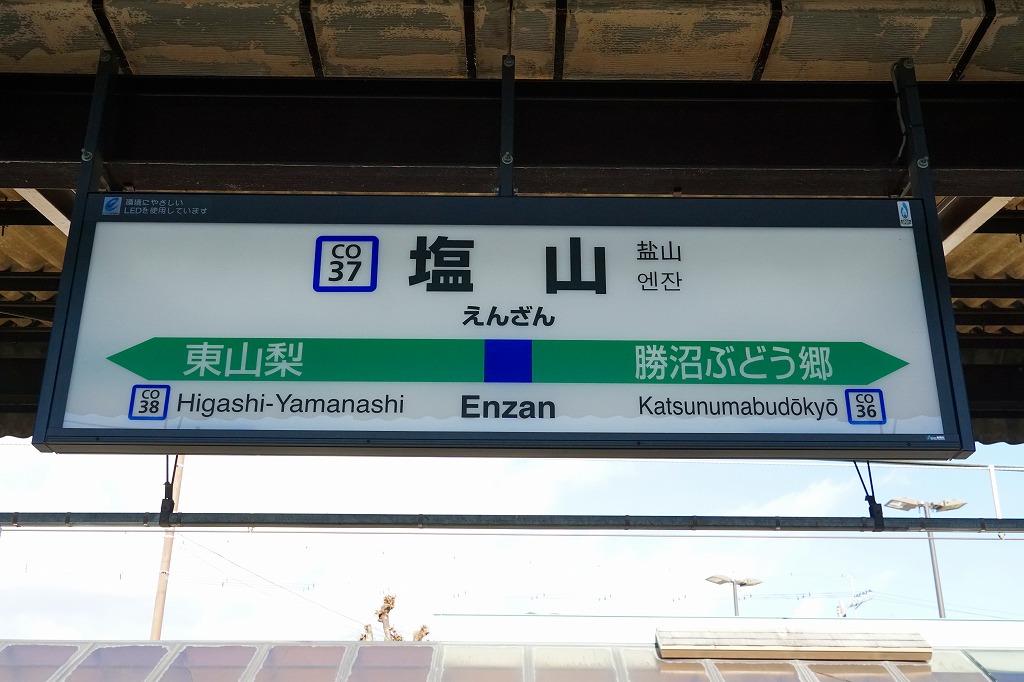 環境にやさしい
LEDを使用しています
CO
37
塩山
盐山
엔잔
えんざん
東山梨
勝沼ぶどう郷
CO
38
Higashi-Yamanashi
Enzan
Katsunumabudōkyō
CO
36